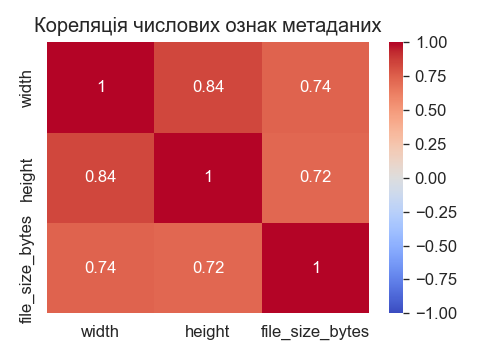 Кореляція числових ознак метаданих
width
1
0.84
0.74
height
0.84
1
0.72
file_size_bytes
0.74
0.72
1
width
height
file_size_bytes
1.00
0.75
0.50
0.25
0.00
−0.25
−0.50
−0.75
−1.00